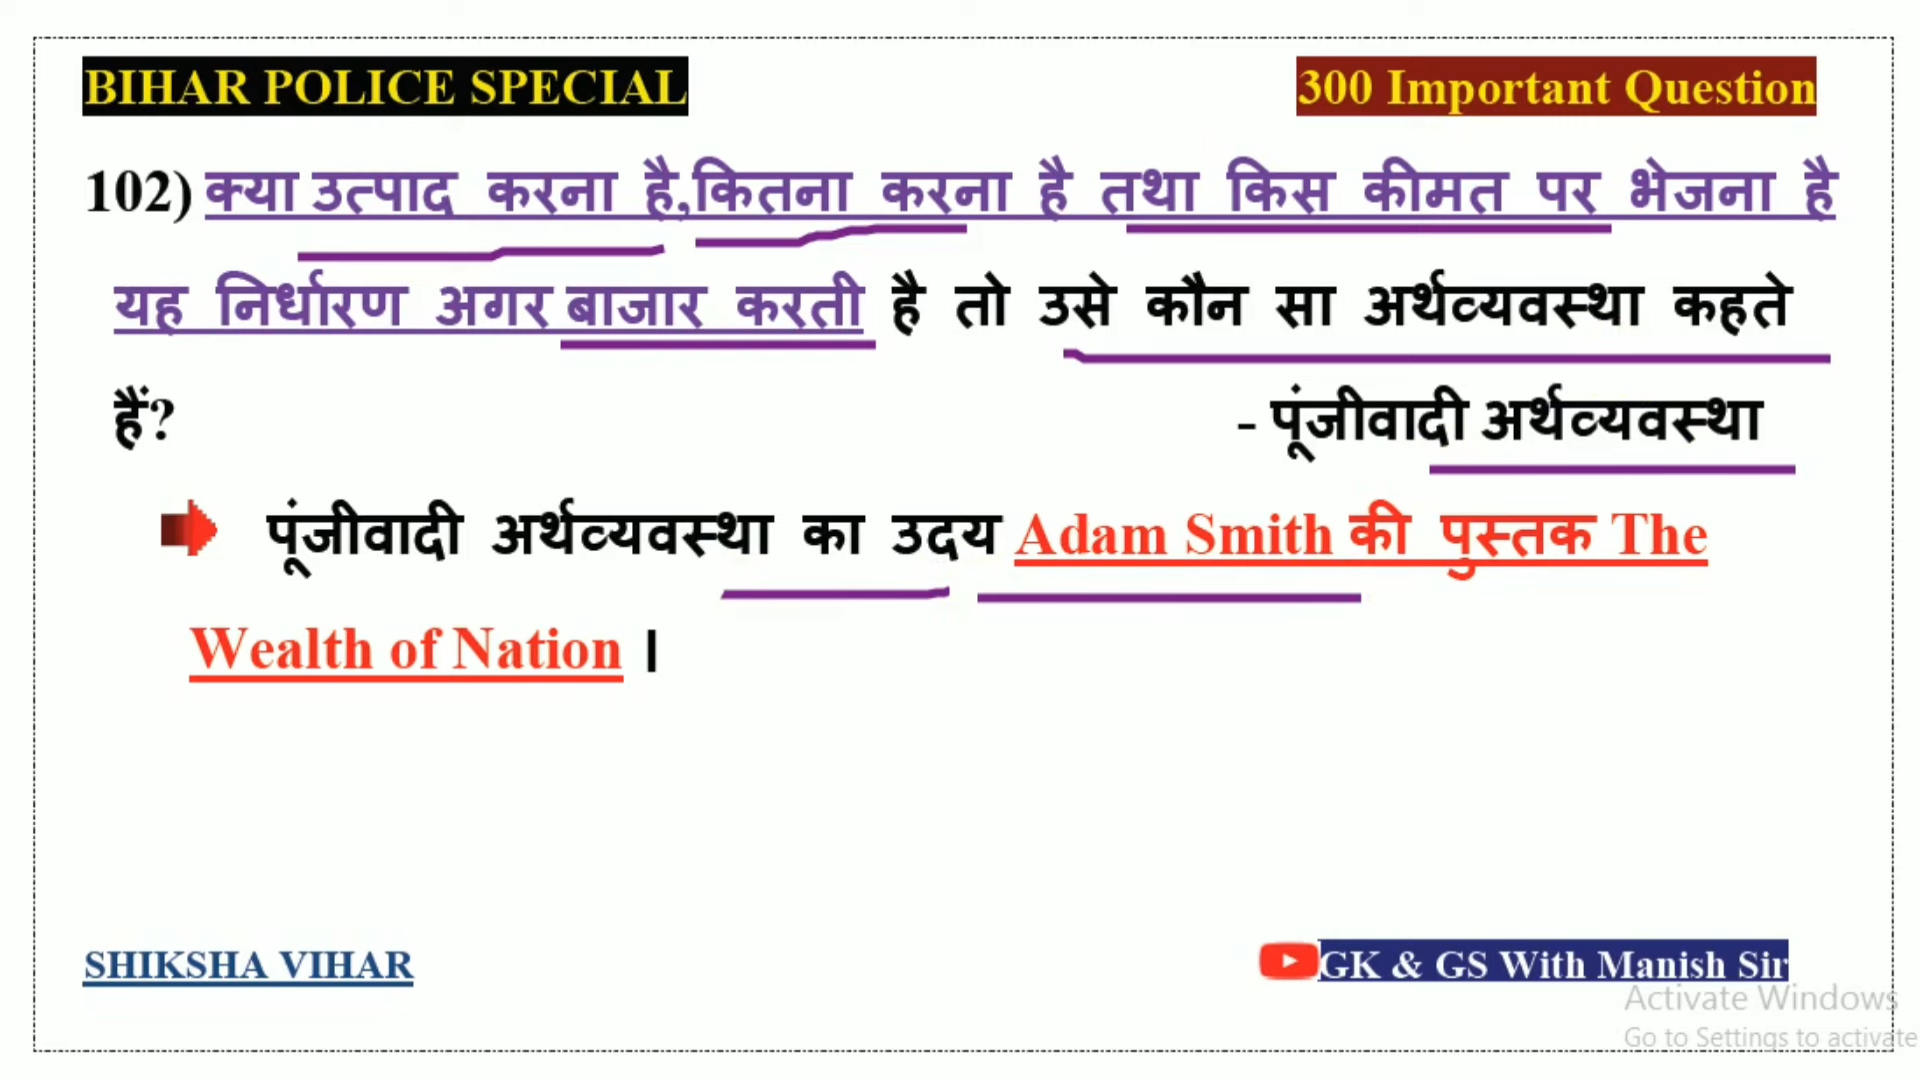 BIHAR POLICE SPECIAL
300 Important Question
102) क्या उत्पाद करना है,कितना करना है तथा किस कीमत पर भेजना है
यह निर्धारण अगर बाजार करती है तो उसे कौन सा अर्थव्यवस्था कहते
हैं? - पूंजीवादी अर्थव्यवस्था
पूंजीवादी अर्थव्यवस्था का उदय Adam Smith की पुस्तक The
Wealth of Nation ।
SHIKSHA VIHAR
GK & GS With Manish Sir
Activate Windows
Go to Settings to activate